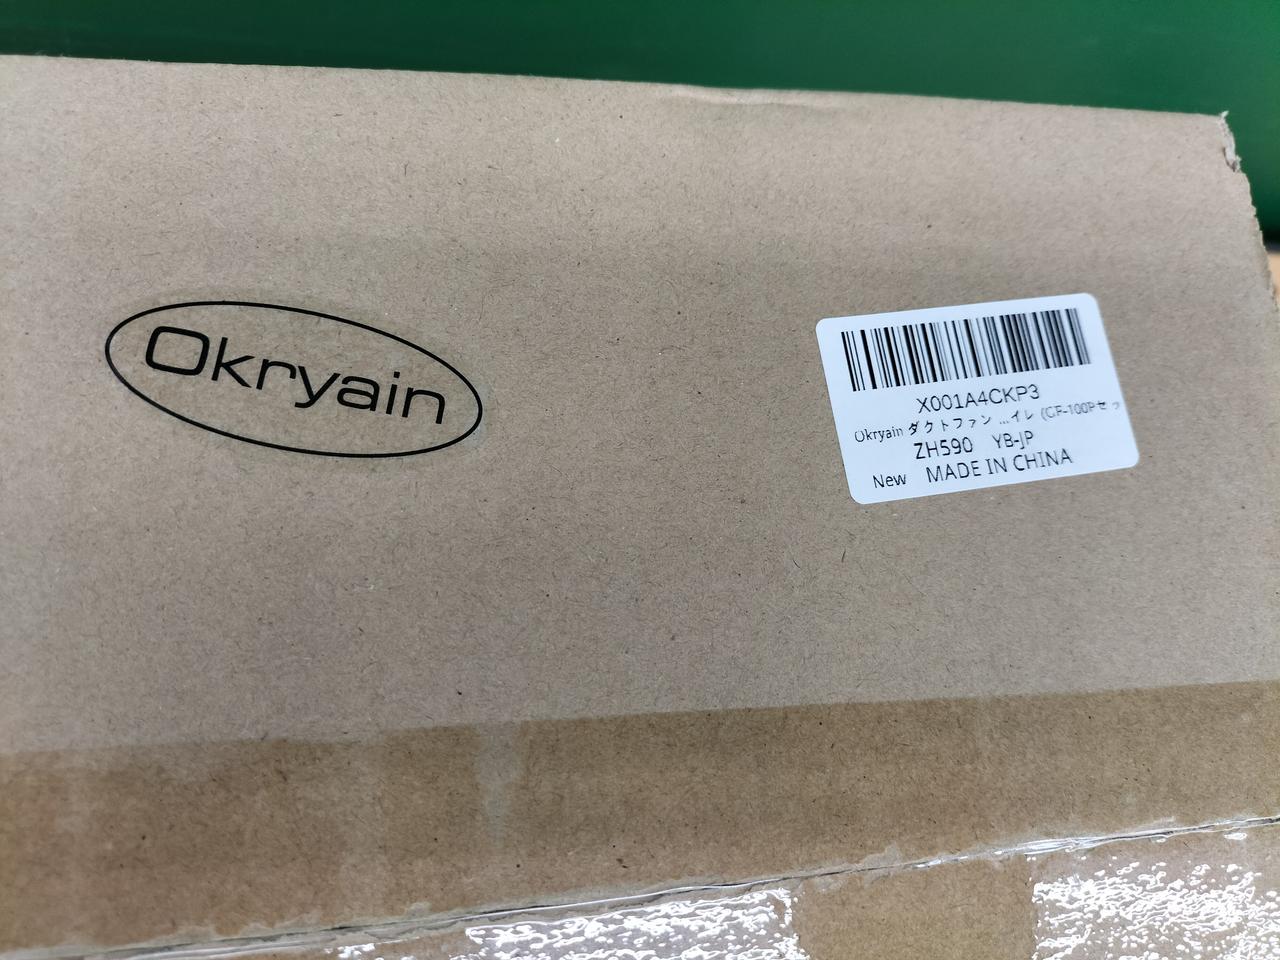 Okryain
X001A4CKP3
Okryain ダクトファン ...イレ (CF-100Pセッ
ZH590 YB-JP
New MADE IN CHINA